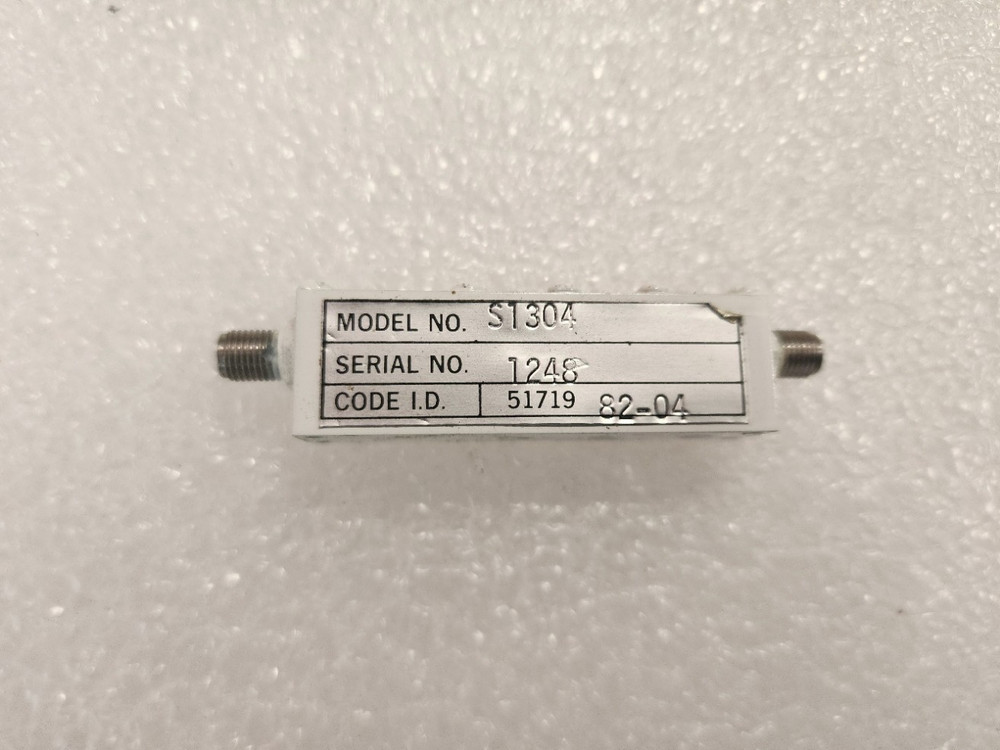 MODEL NO. S1304
SERIAL NO. 1248
CODE I.D. 51719 82-04